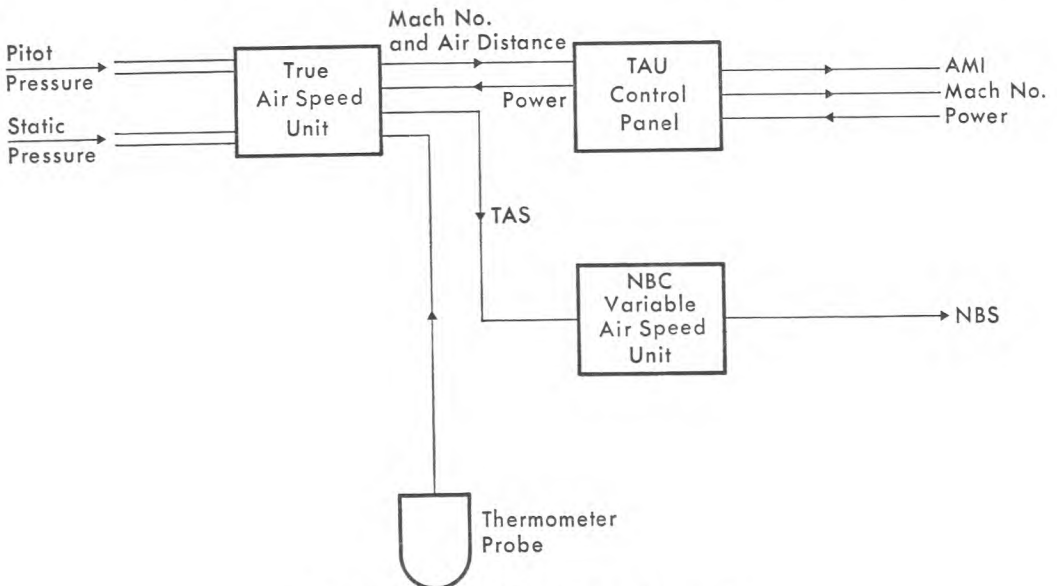 Pitot
Pressure
Static
Pressure
True
Air Speed
Unit
Mach No.
and Air Distance
Power
TAU
Control
Panel
AMI
Mach No.
Power
TAS
NBC
Variable
Air Speed
Unit
NBS
Thermometer
Probe